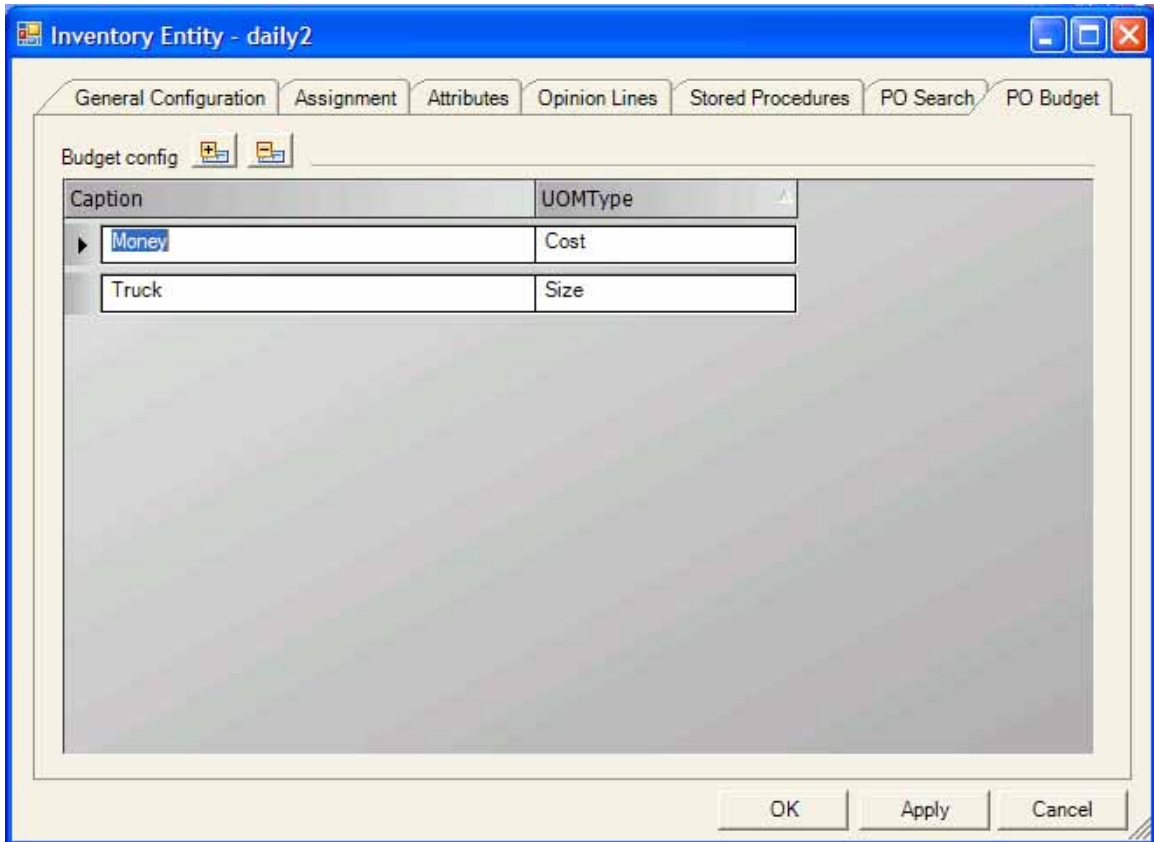 Inventory Entity - daily2
General Configuration Assignment Attributes Opinion Lines Stored Procedures PO Search PO Budget
Budget config
Caption UOMType
Money Cost
Truck Size
OK Apply Cancel